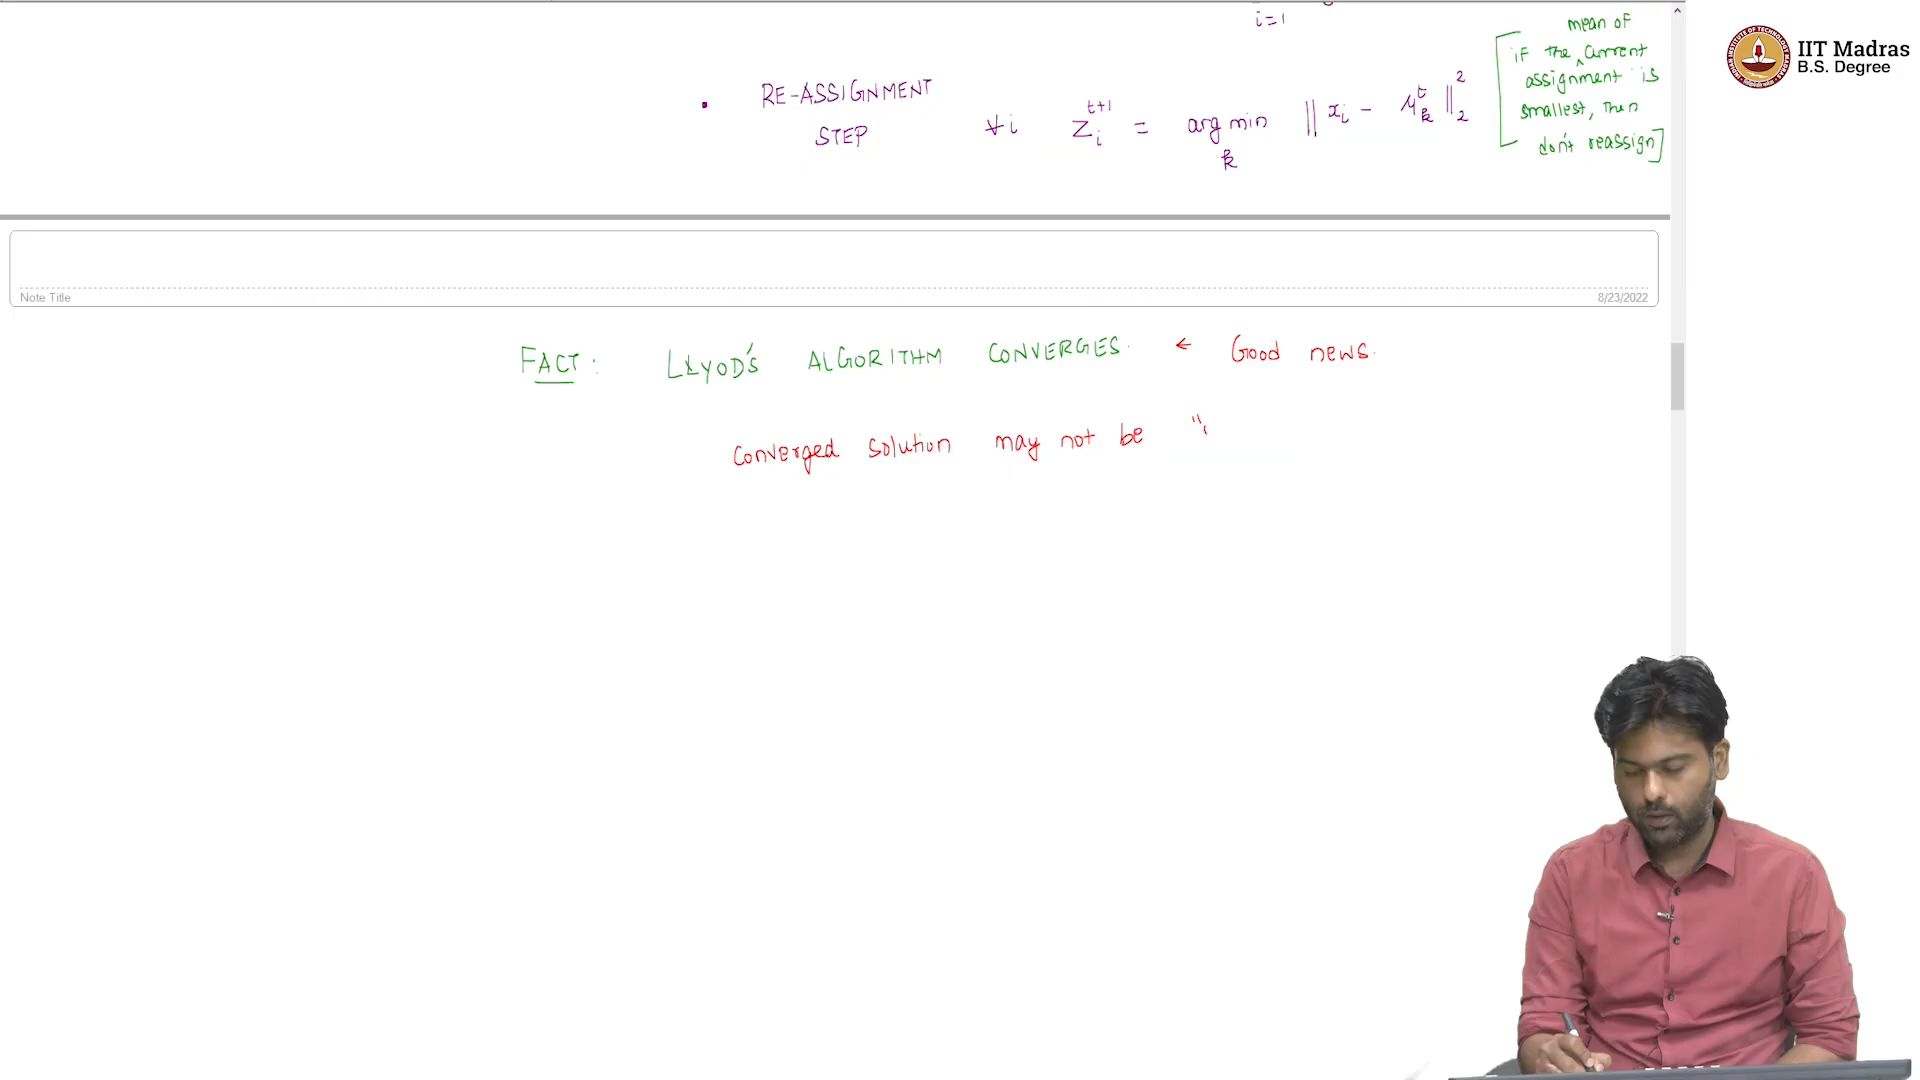 i=1
mean of
if the ‸ current
assignment is
smallest, then
don't reassign]
IIT Madras
B.S. Degree
• RE-ASSIGNMENT
STEP
∀i z_i^{t+1} = arg min_k || x_i - μ_k^t ||_2^2
Note Title
8/23/2022
FACT: LLYOD'S ALGORITHM CONVERGES. ← Good news.
Converged solution may not be "